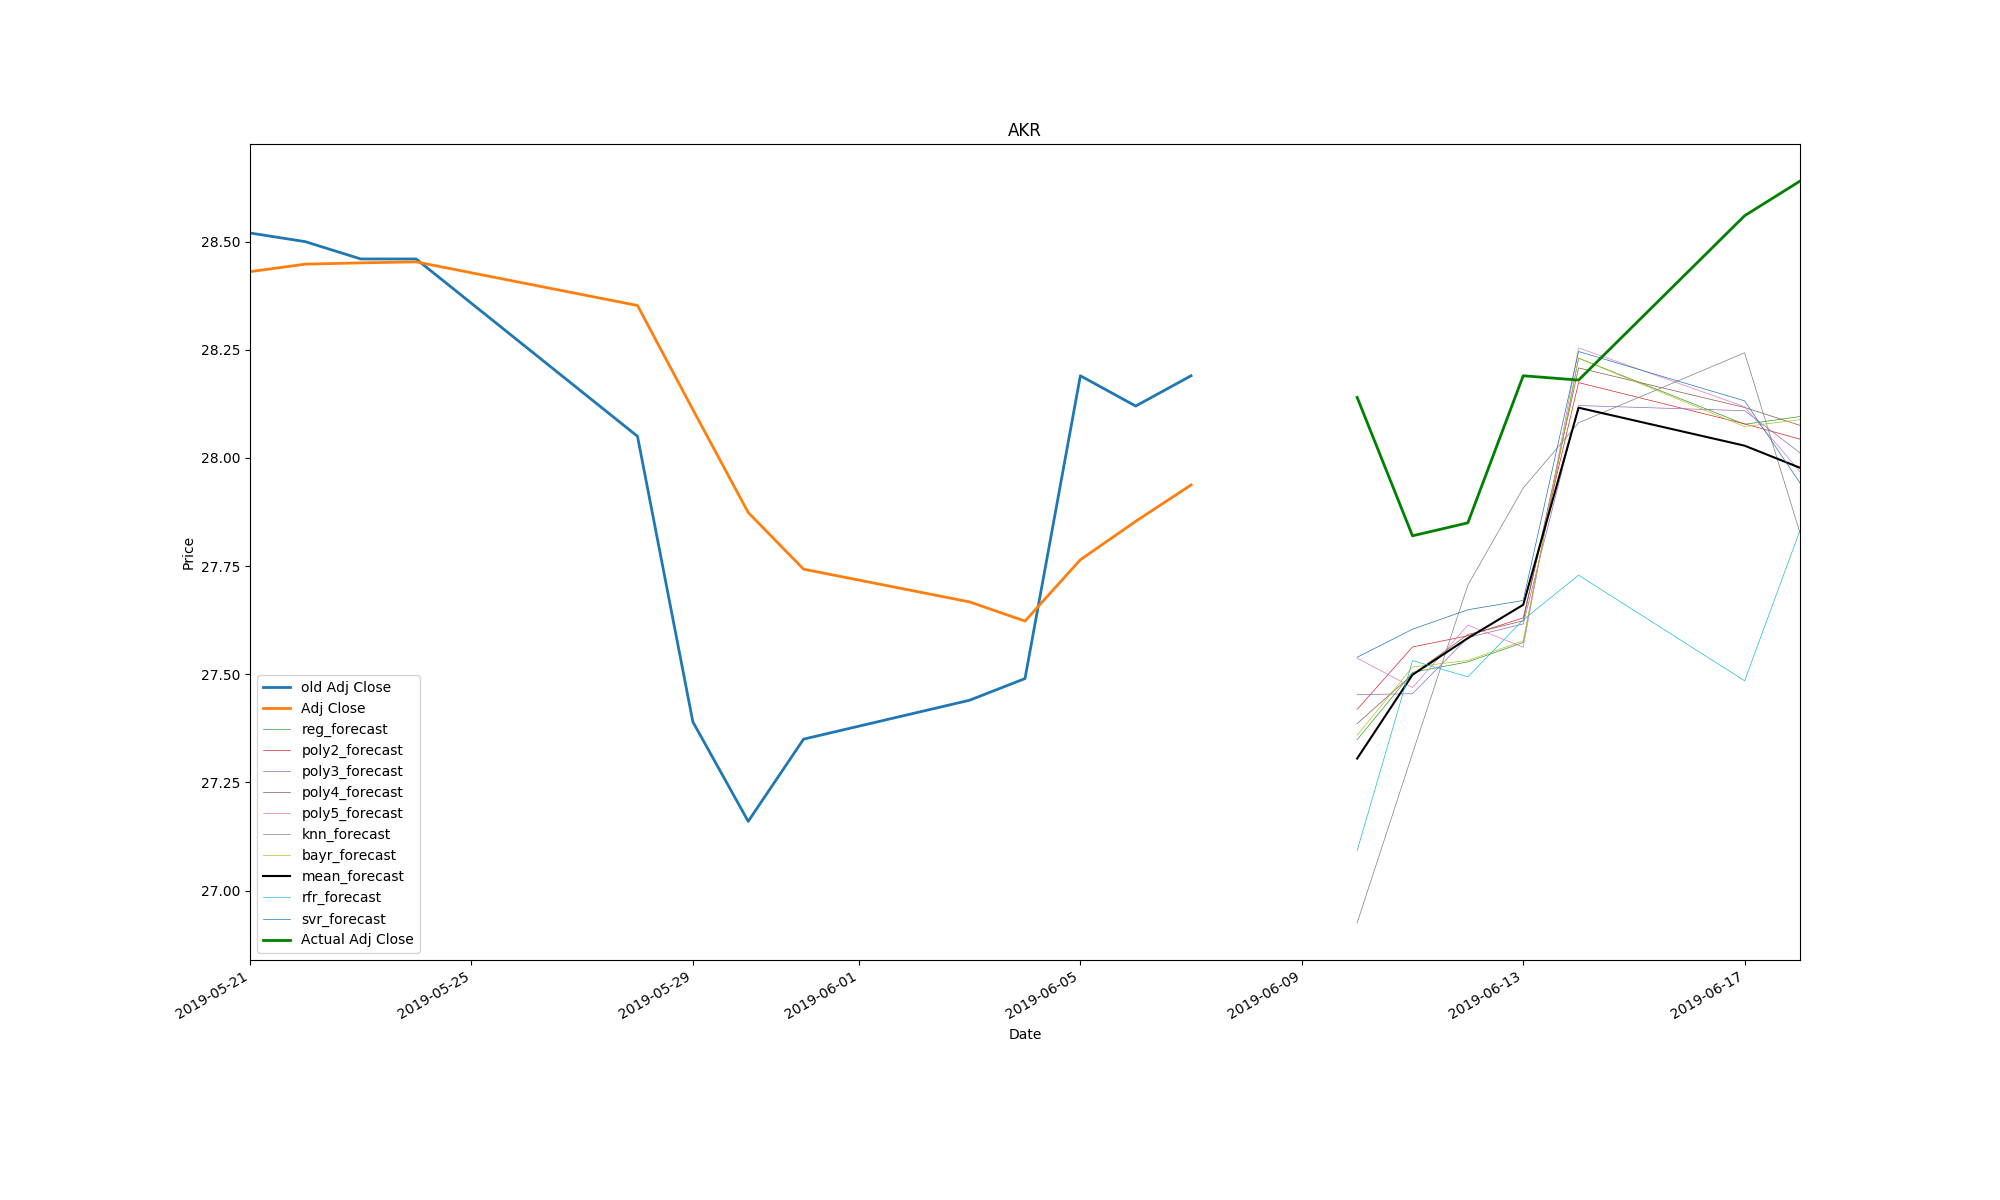 AKR
28.50
28.25
28.00
27.75
27.50
27.25
27.00
Price
old Adj Close
Adj Close
reg_forecast
poly2_forecast
poly3_forecast
poly4_forecast
poly5_forecast
knn_forecast
bayr_forecast
mean_forecast
rfr_forecast
svr_forecast
Actual Adj Close
2019-05-21
2019-05-25
2019-05-29
2019-06-01
2019-06-05
2019-06-09
2019-06-13
2019-06-17
Date